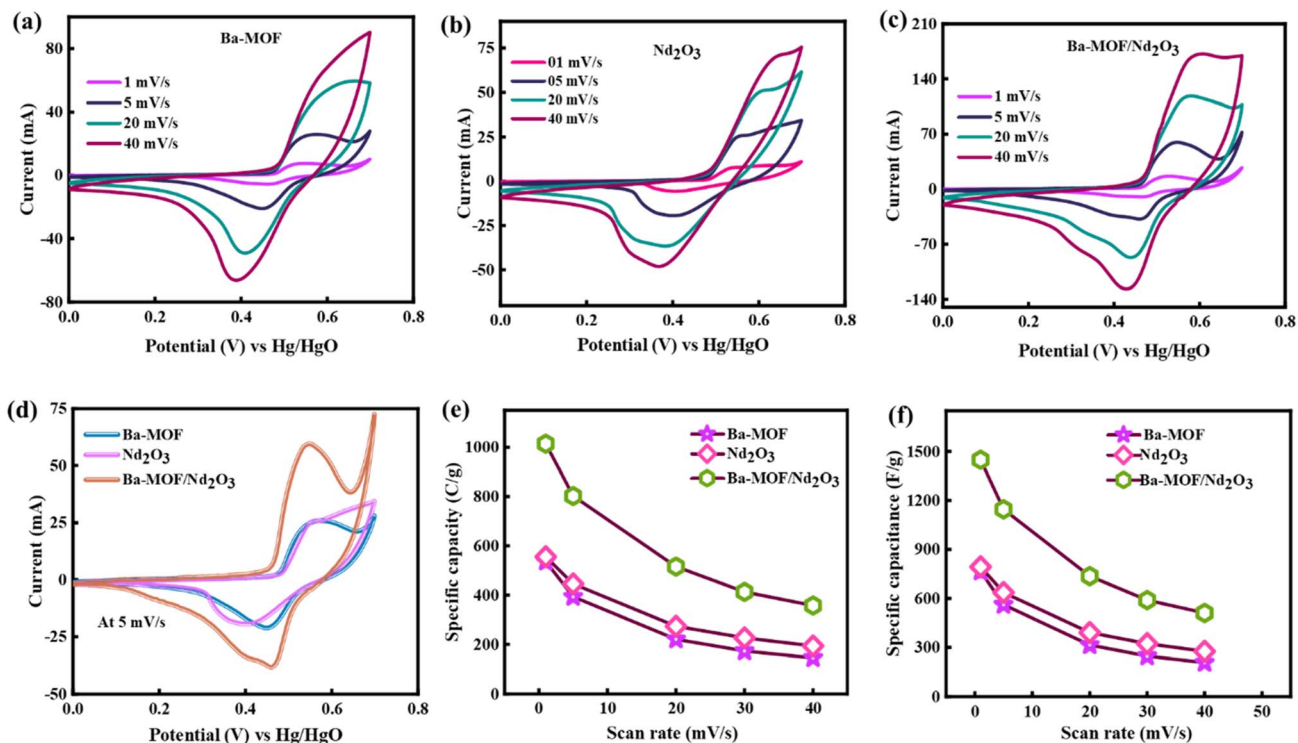 (a)
Ba-MOF
1 mV/s
5 mV/s
20 mV/s
40 mV/s
80
40
0
-40
-80
0.0 0.2 0.4 0.6 0.8
Current (mA)
Potential (V) vs Hg/HgO
(b)
Nd2O3
01 mV/s
05 mV/s
20 mV/s
40 mV/s
75
50
25
0
-25
-50
0.0 0.2 0.4 0.6 0.8
Current (mA)
Potential (V) vs Hg/HgO
(c)
Ba-MOF/Nd2O3
1 mV/s
5 mV/s
20 mV/s
40 mV/s
210
140
70
0
-70
-140
0.0 0.2 0.4 0.6 0.8
Current (mA)
Potential (V) vs Hg/HgO
(d)
Ba-MOF
Nd2O3
Ba-MOF/Nd2O3
At 5 mV/s
75
50
25
0
-25
-50
0.0 0.2 0.4 0.6 0.8
Current (mA)
Potential (V) vs Hg/HgO
(e)
Ba-MOF
Nd2O3
Ba-MOF/Nd2O3
1000
800
600
400
200
0
0 10 20 30 40
Specific capacity (C/g)
Scan rate (mV/s)
(f)
Ba-MOF
Nd2O3
Ba-MOF/Nd2O3
1500
1200
900
600
300
0
0 10 20 30 40 50
Specific capacitance (F/g)
Scan rate (mV/s)